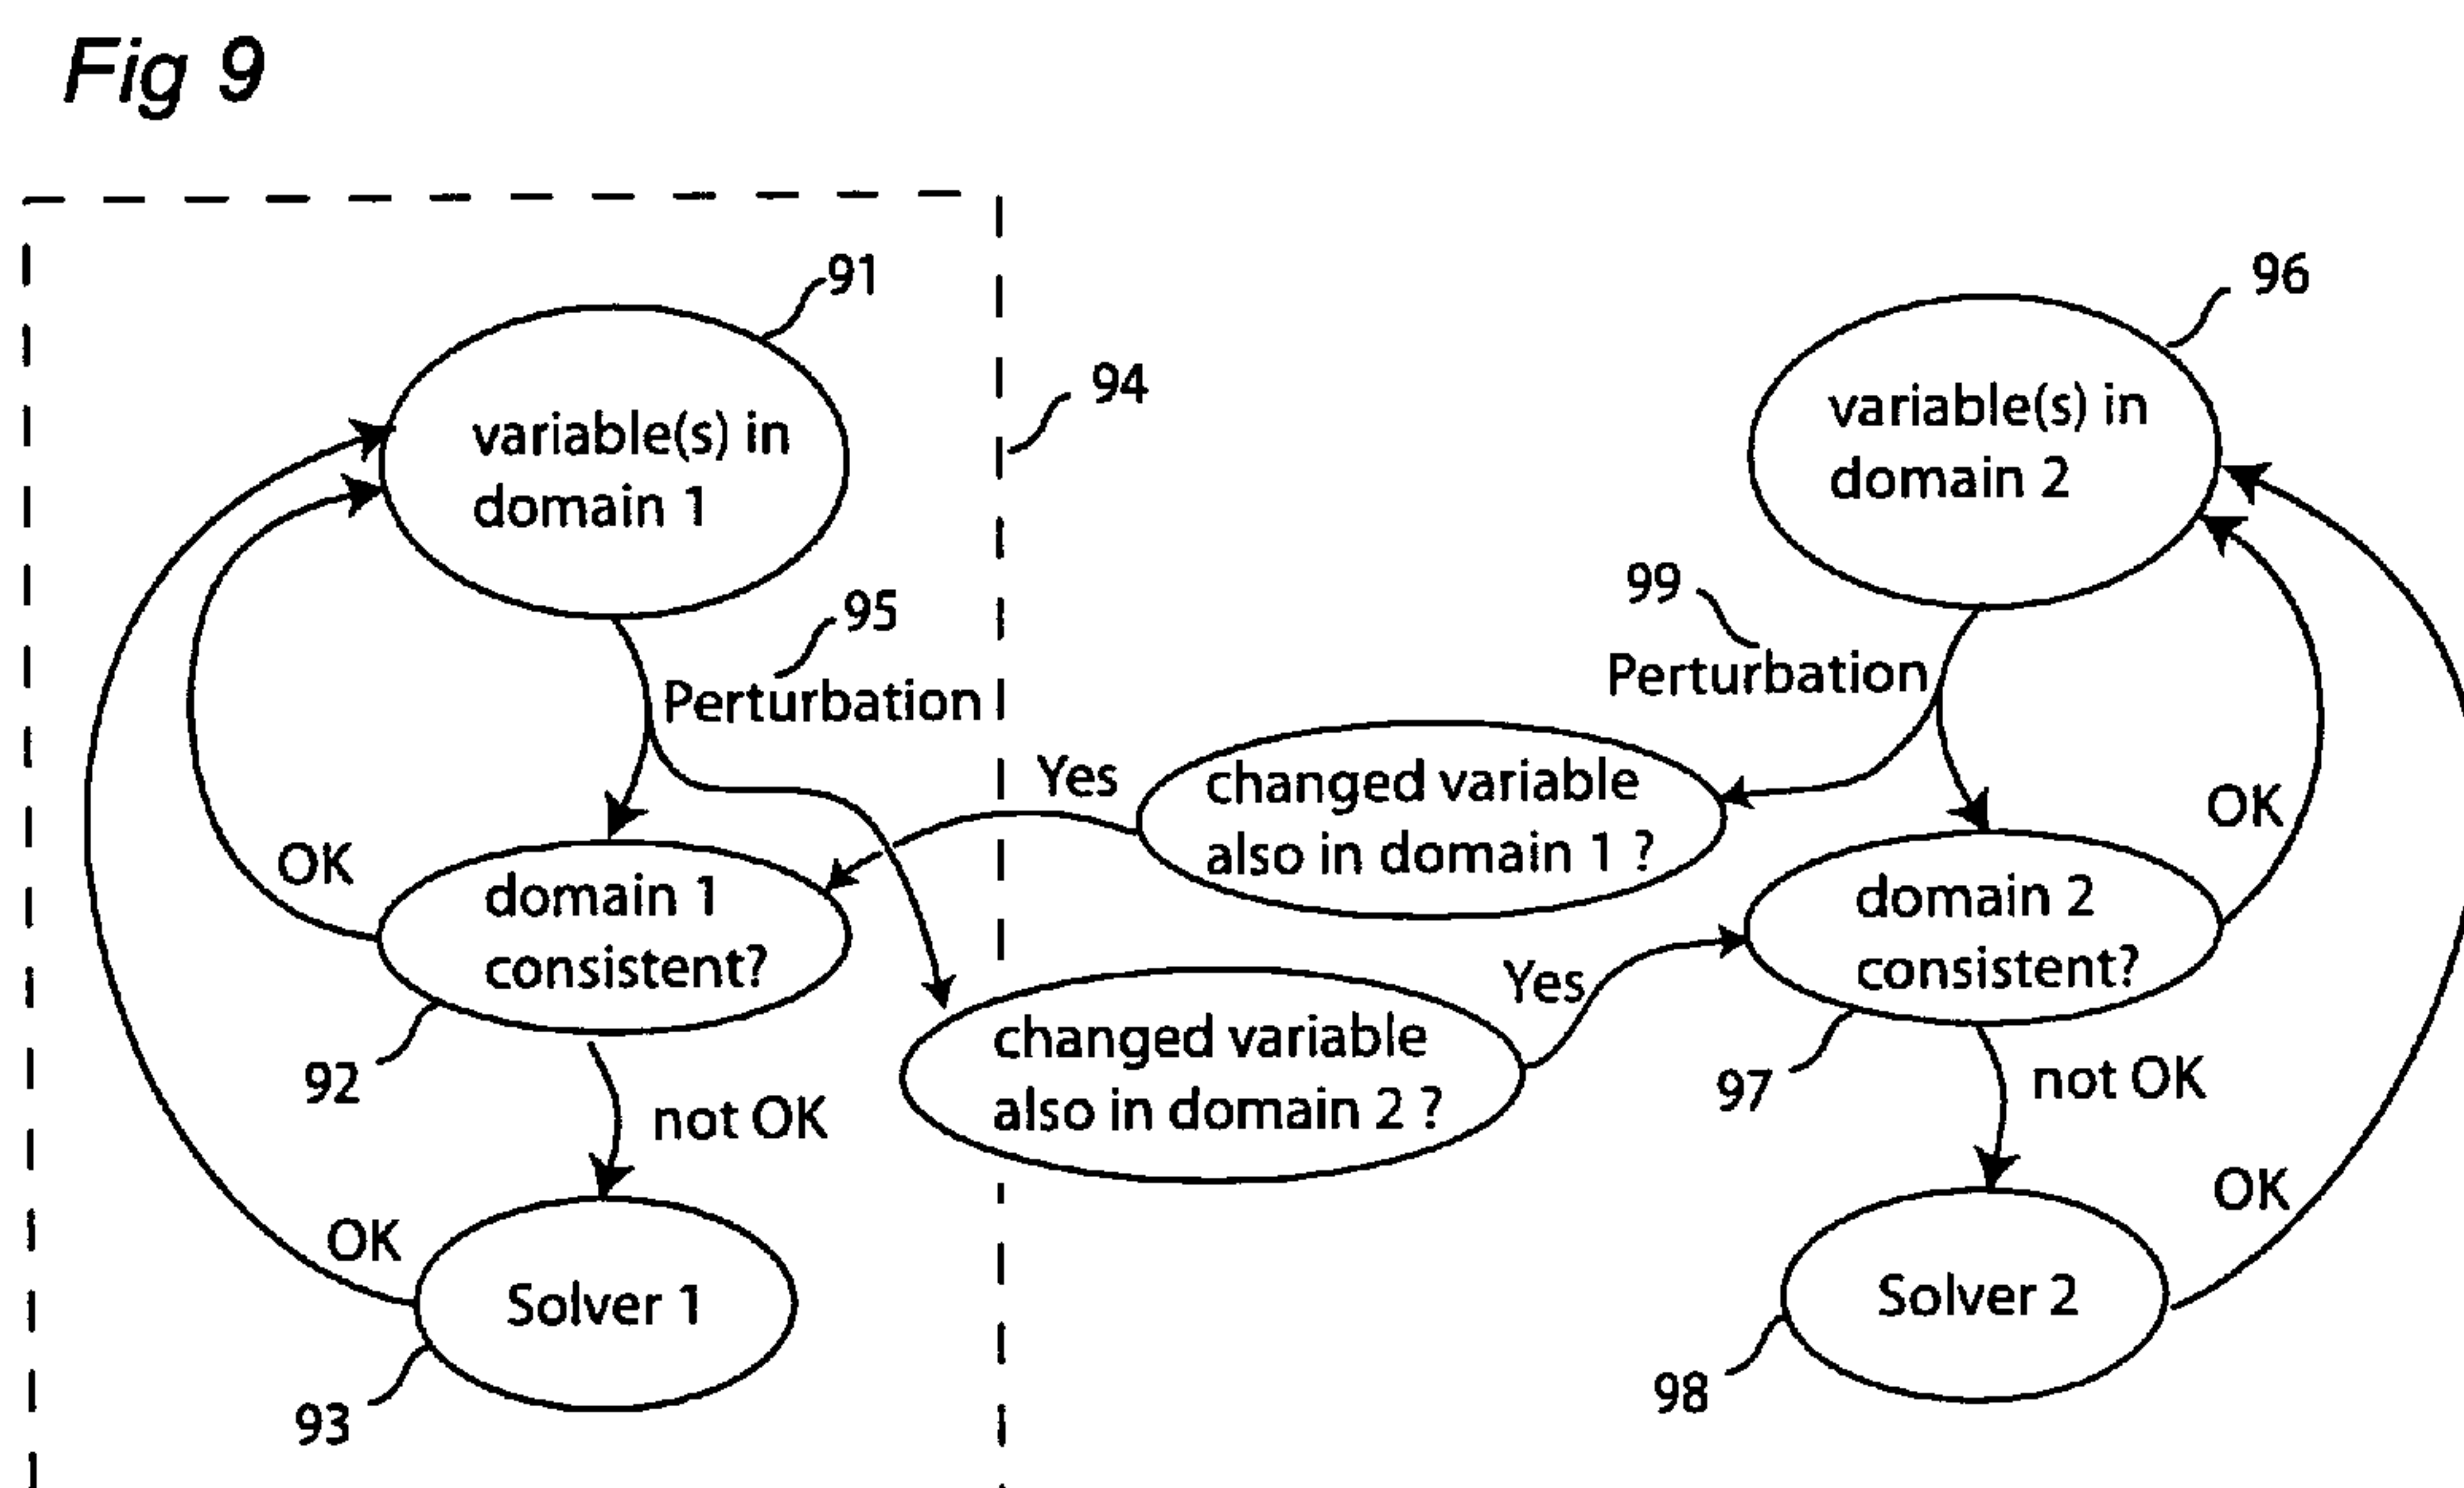 Fig 9
91
96
94
variable(s) in
domain 1
variable(s) in
domain 2
95
99
Perturbation
Perturbation
Yes
changed variable
also in domain 1 ?
OK
OK
domain 1
consistent?
domain 2
consistent?
Yes
changed variable
also in domain 2 ?
92
97
not OK
not OK
OK
OK
Solver 1
Solver 2
93
98